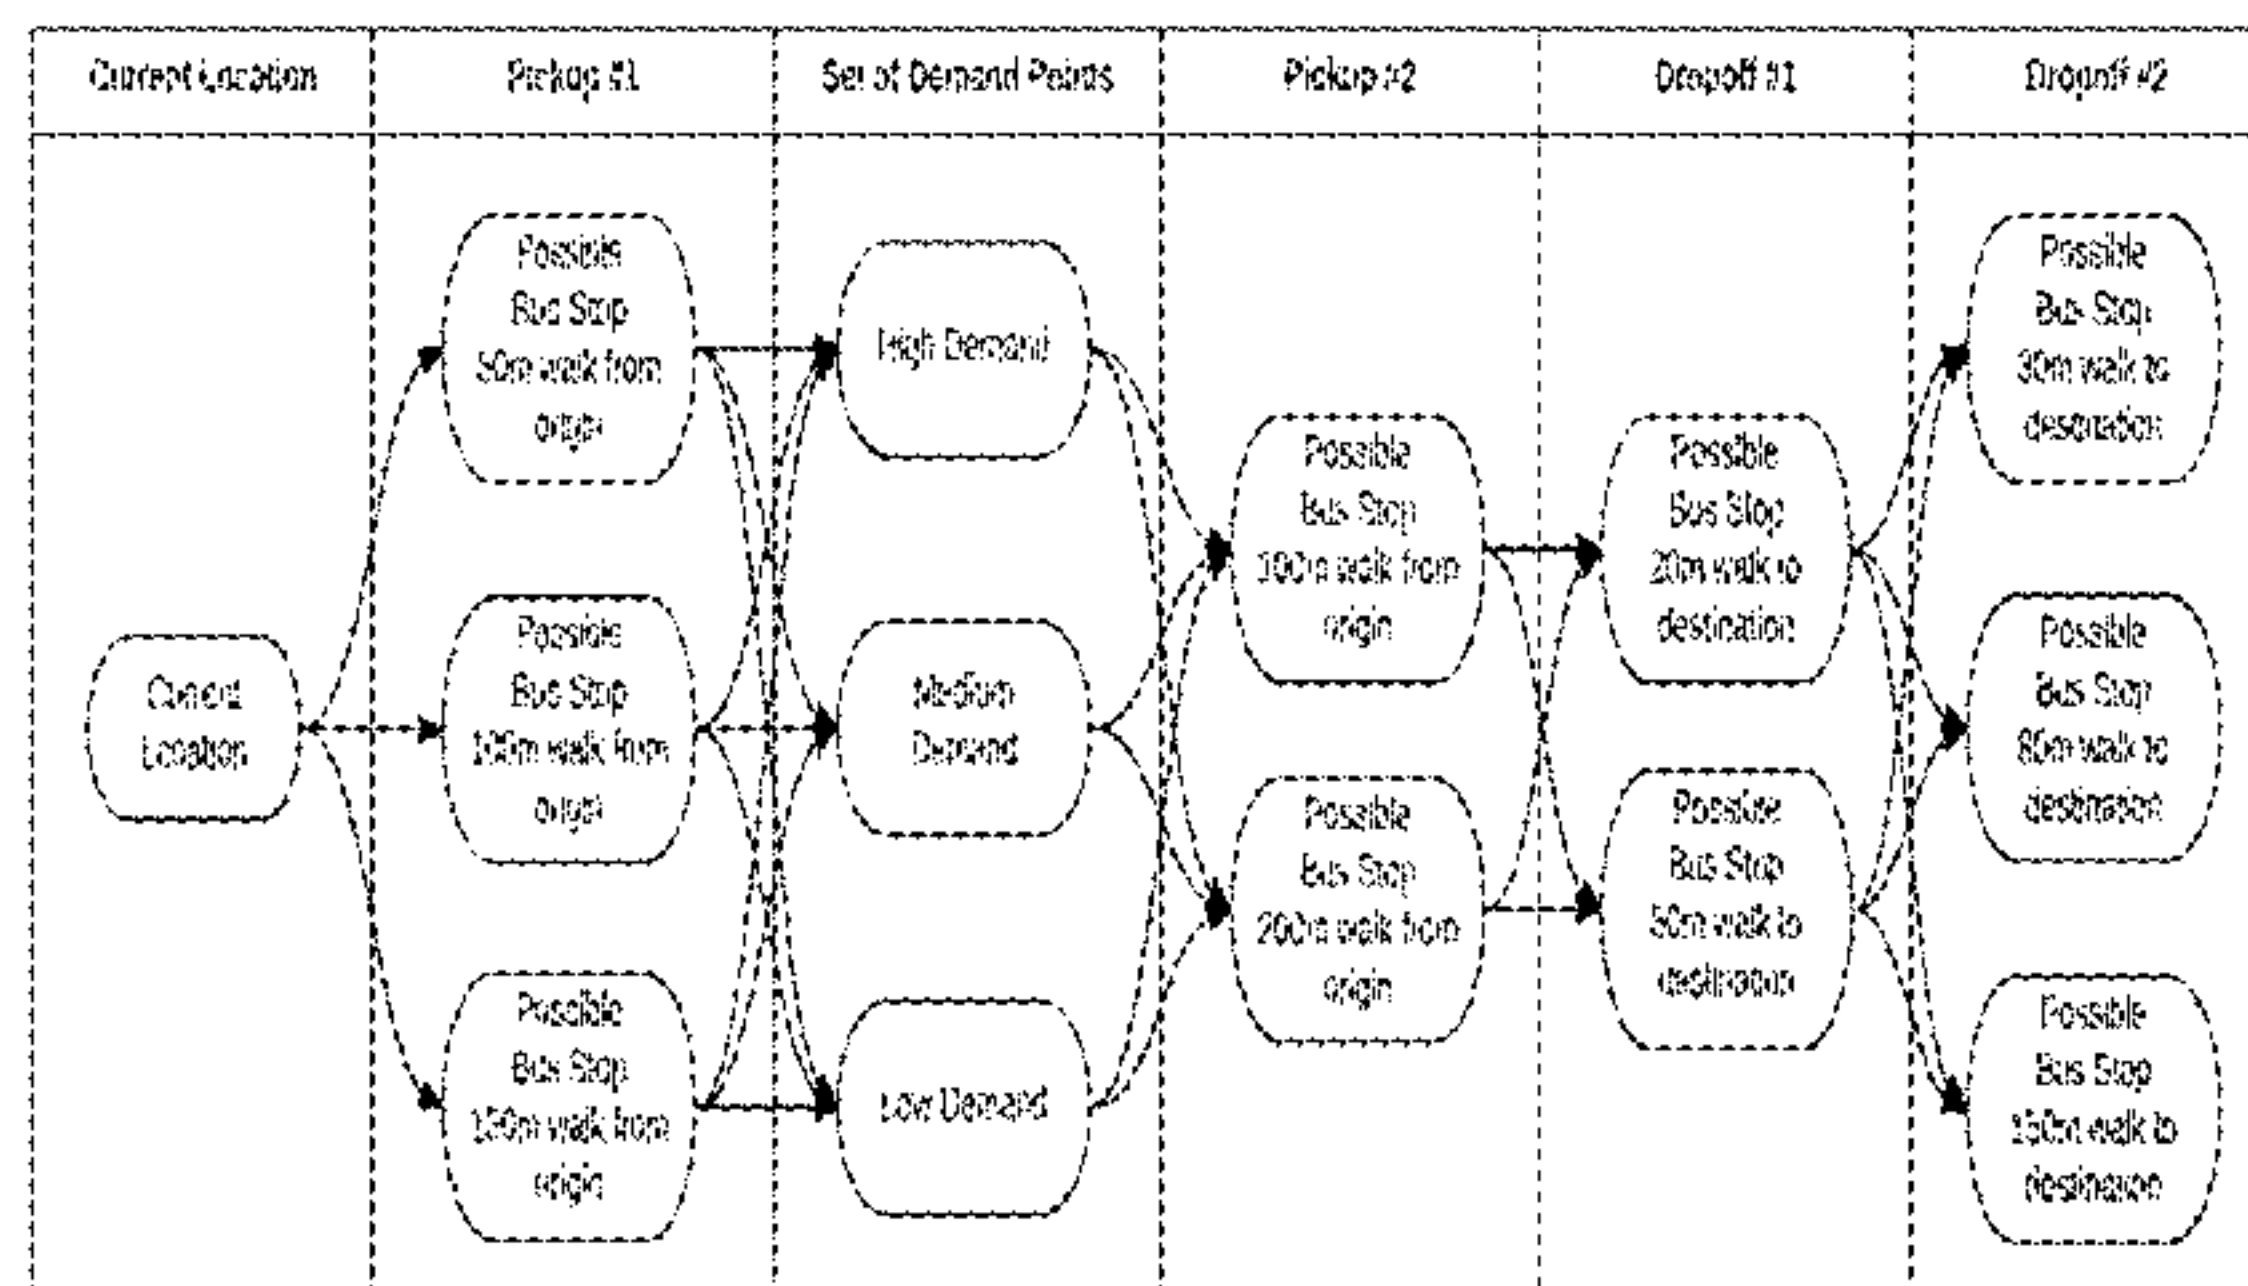 Current Location
Pickup #1
Set of Demand Points
Pickup #2
Dropoff #1
Dropoff #2
Current
Location
Possible
Bus Stop
50m walk from
origin
Possible
Bus Stop
100m walk from
origin
Possible
Bus Stop
150m walk from
origin
High Demand
Medium
Demand
Low Demand
Possible
Bus Stop
100m walk from
origin
Possible
Bus Stop
200m walk from
origin
Possible
Bus Stop
20m walk to
destination
Possible
Bus Stop
50m walk to
destination
Possible
Bus Stop
30m walk to
destination
Possible
Bus Stop
80m walk to
destination
Possible
Bus Stop
150m walk to
destination